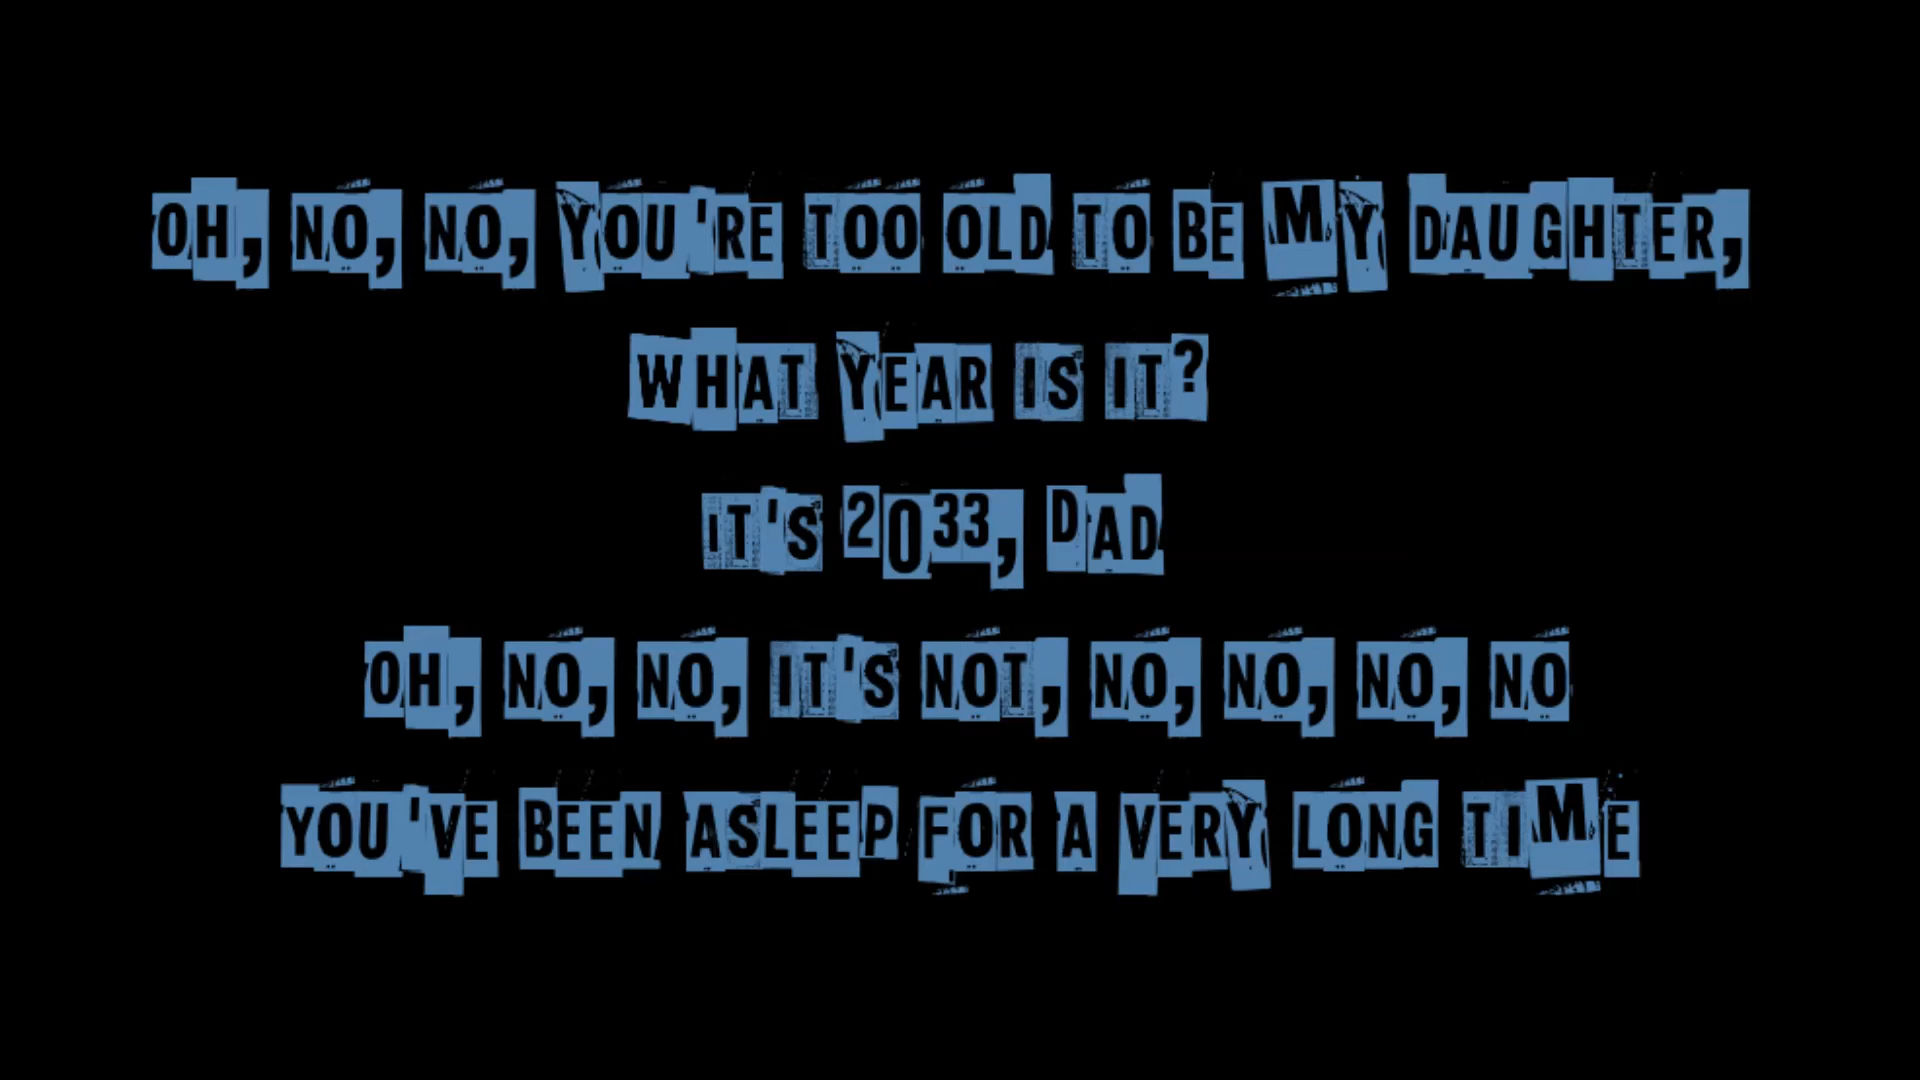 OH, NO, NO, YOU'RE TOO OLD TO BE MY DAUGHTER,
WHAT YEAR IS IT?
IT'S 2033, DAD
OH, NO, NO, IT'S NOT, NO, NO, NO, NO
YOU'VE BEEN ASLEEP FOR A VERY LONG TIME